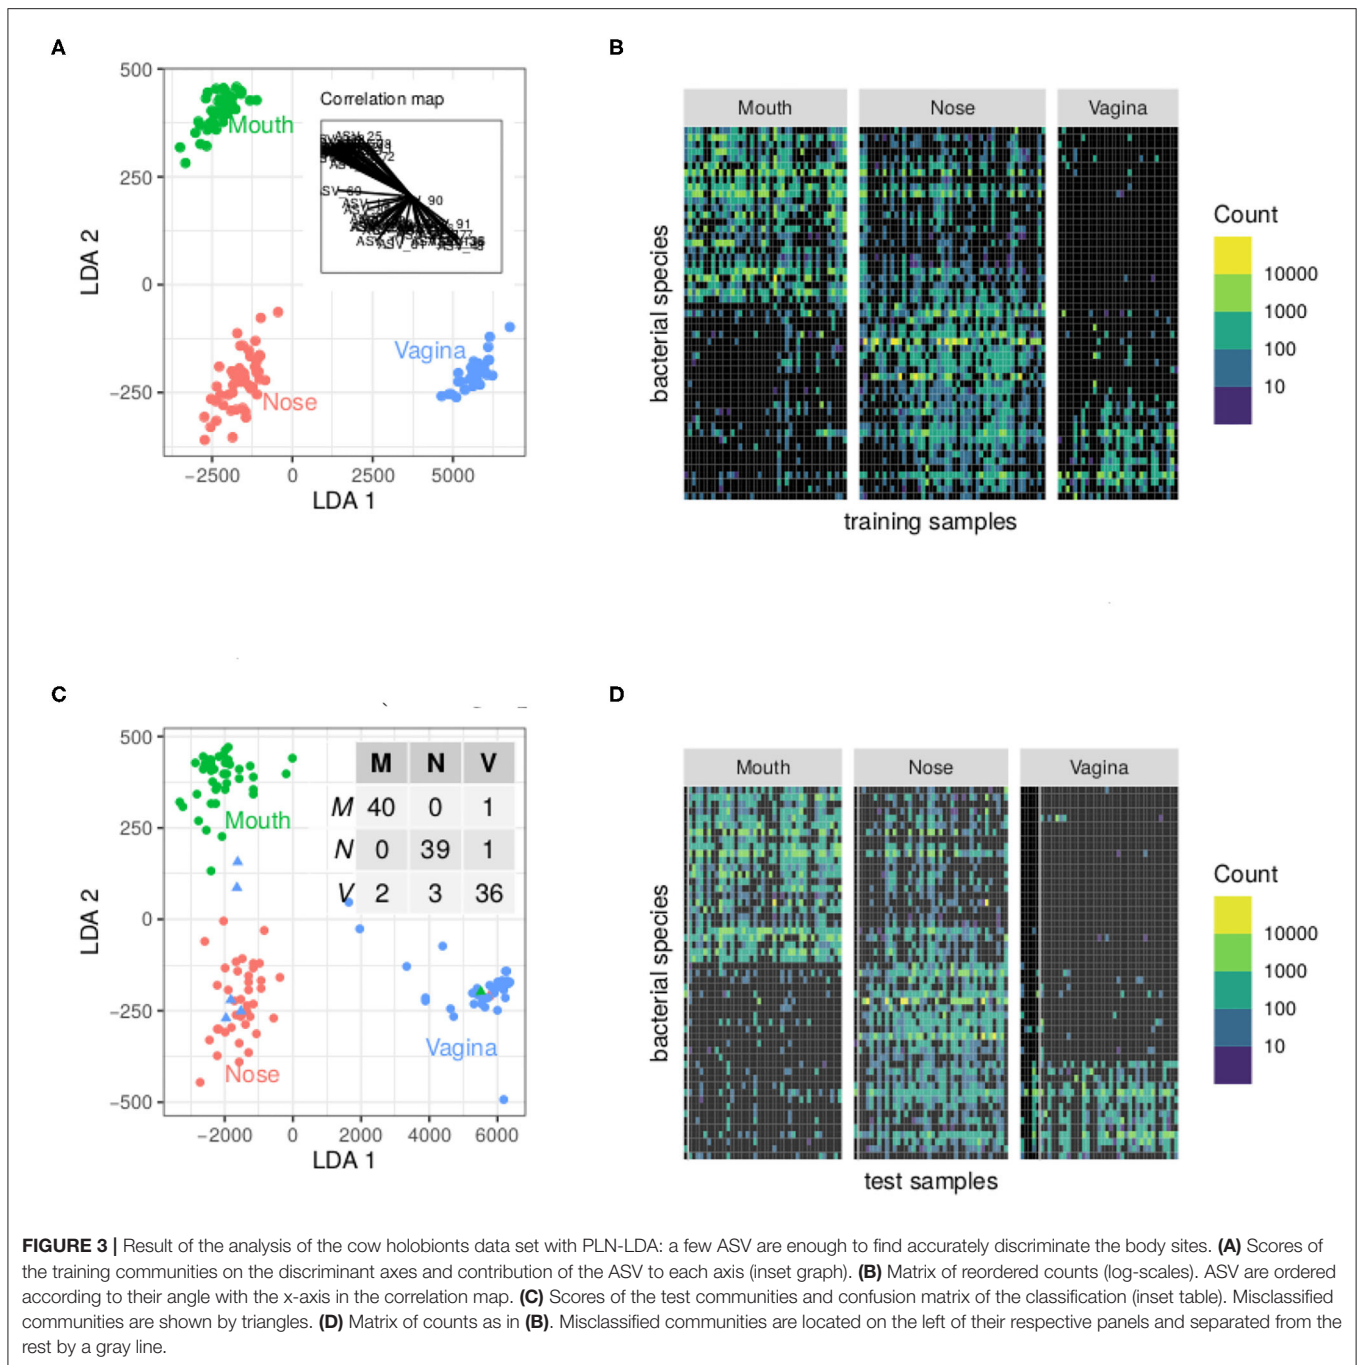 A
500
250
0
−250
LDA 2
Mouth
Nose
Vagina
Correlation map
ASV_25
72
ASV_69
90
91
77
−2500 0 2500 5000
LDA 1
B
Mouth Nose Vagina
bacterial species
training samples
Count
10000
1000
100
10
C
500
250
0
−250
−500
LDA 2
Mouth
Nose
Vagina
M N V
M 40 0 1
N 0 39 1
V 2 3 36
−2000 0 2000 4000 6000
LDA 1
D
Mouth Nose Vagina
bacterial species
test samples
Count
10000
1000
100
10
FIGURE 3 | Result of the analysis of the cow holobionts data set with PLN-LDA: a few ASV are enough to find accurately discriminate the body sites. (A) Scores of
the training communities on the discriminant axes and contribution of the ASV to each axis (inset graph). (B) Matrix of reordered counts (log-scales). ASV are ordered
according to their angle with the x-axis in the correlation map. (C) Scores of the test communities and confusion matrix of the classification (inset table). Misclassified
communities are shown by triangles. (D) Matrix of counts as in (B). Misclassified communities are located on the left of their respective panels and separated from the
rest by a gray line.